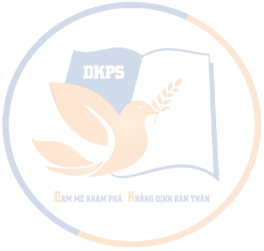 DKPS
ĐAM MÊ KHÁM PHÁ KHẲNG ĐỊNH BẢN THÂN